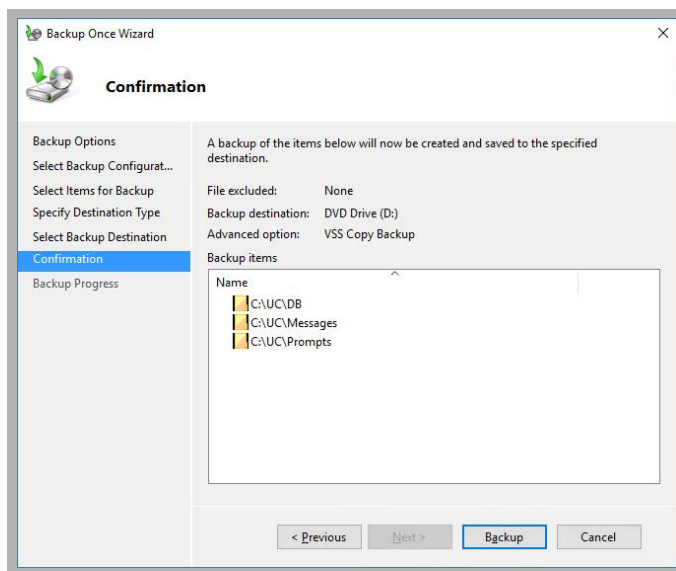 Backup Once Wizard
Confirmation
Backup Options
Select Backup Configurat...
Select Items for Backup
Specify Destination Type
Select Backup Destination
Confirmation
Backup Progress
A backup of the items below will now be created and saved to the specified
destination.
File excluded: None
Backup destination: DVD Drive (D:)
Advanced option: VSS Copy Backup
Backup items
Name
C:\UC\DB
C:\UC\Messages
C:\UC\Prompts
< Previous Next > Backup Cancel